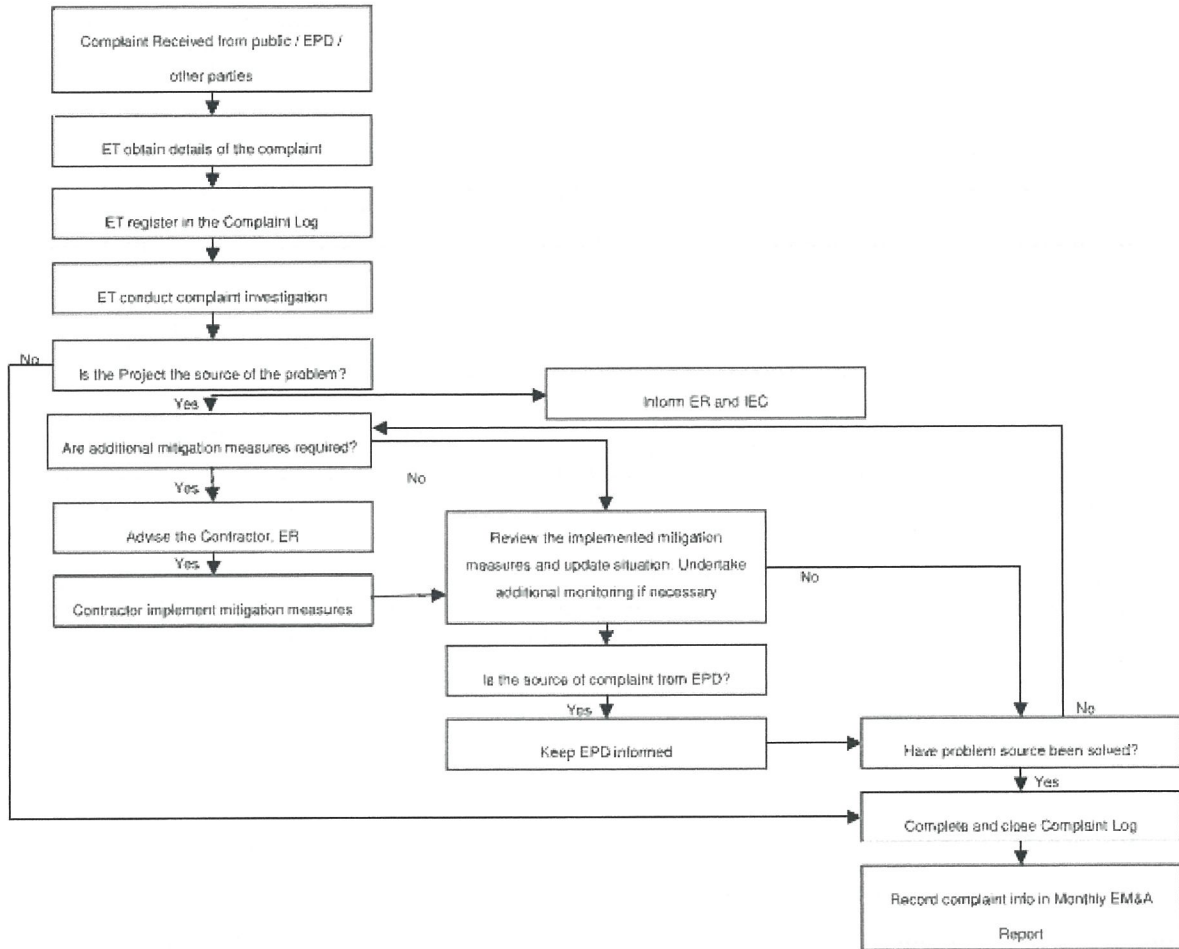 Complaint Received from public / EPD /
other parties
ET obtain details of the complaint
ET register in the Complaint Log
ET conduct complaint investigation
No
Is the Project the source of the problem?
Yes
Inform ER and IEC
Are additional mitigation measures required?
No
Yes
Advise the Contractor, ER
Yes
Contractor implement mitigation measures
Review the implemented mitigation
measures and update situation. Undertake
additional monitoring if necessary
No
Is the source of complaint from EPD?
Yes
Keep EPD informed
No
Have problem source been solved?
Yes
Complete and close Complaint Log
Record complaint info in Monthly EM&A
Report